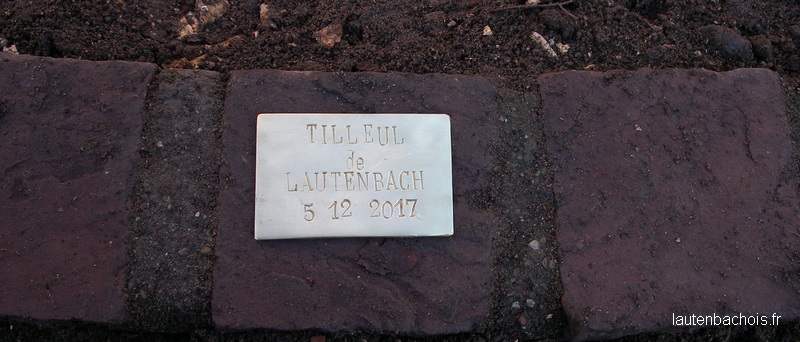 TILLEUL
de
LAUTENBACH
5 12 2017
lautenbachois.fr